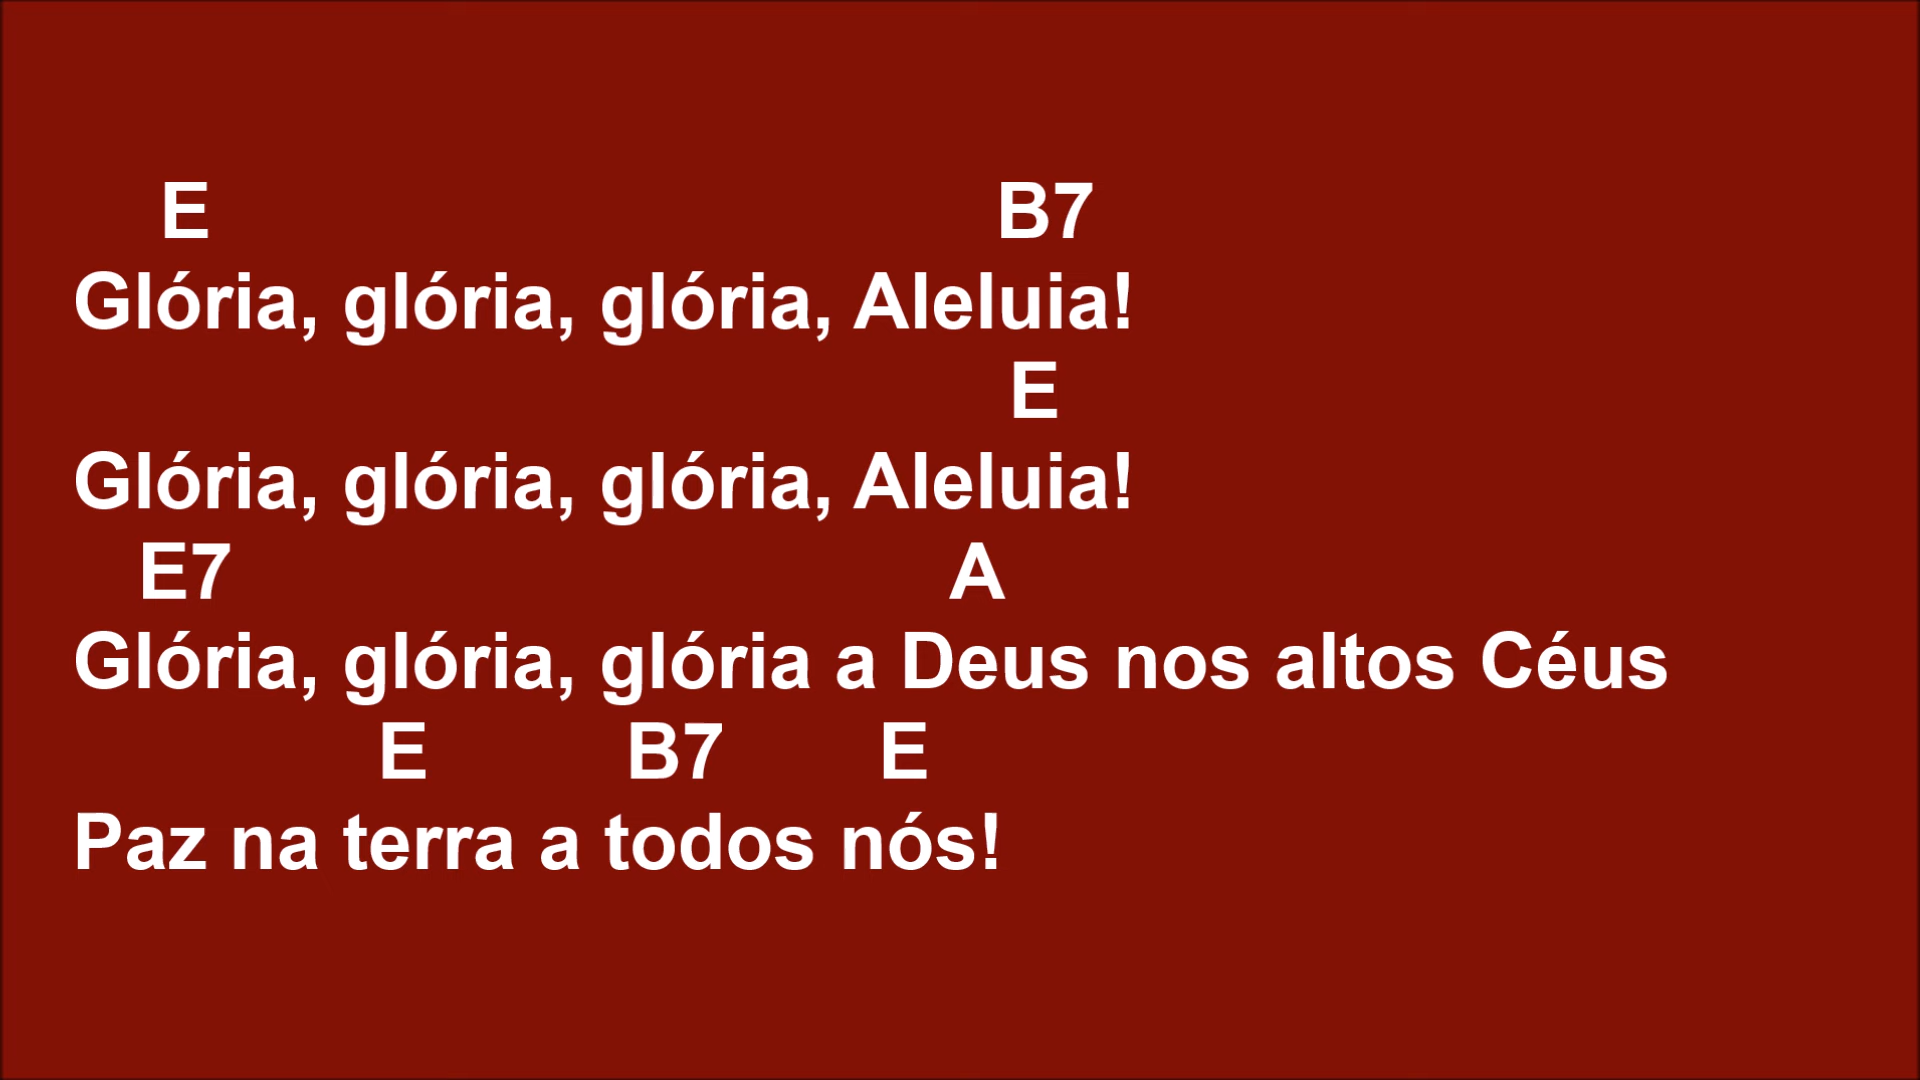 E B7
Glória, glória, glória, Aleluia!
E
Glória, glória, glória, Aleluia!
E7 A
Glória, glória, glória a Deus nos altos Céus
E B7 E
Paz na terra a todos nós!